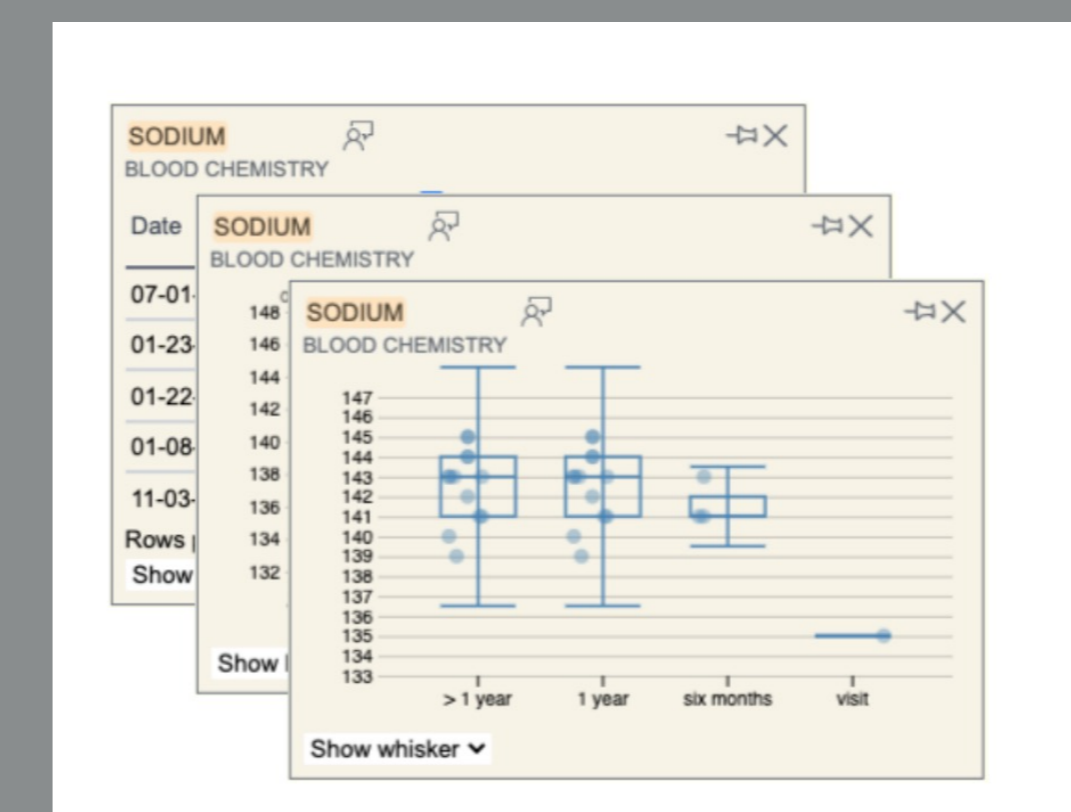 SODIUM
BLOOD CHEMISTRY
Date
07-01-
01-23-
01-22-
01-08-
11-03-
Rows
Show
SODIUM
BLOOD CHEMISTRY
148
146
144
142
140
138
136
134
132
Show
SODIUM
BLOOD CHEMISTRY
147
146
145
144
143
142
141
140
139
138
137
136
135
134
133
> 1 year 1 year six months visit
Show whisker